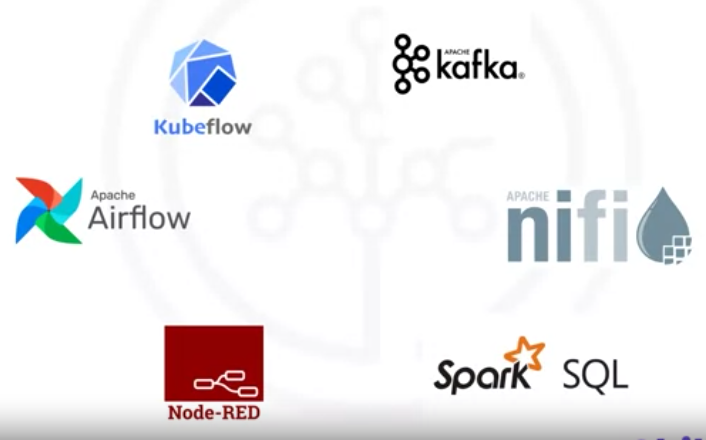 Kubeflow
APACHE
kafka®
Apache
Airflow
APACHE
nifi
Node-RED
Spark SQL